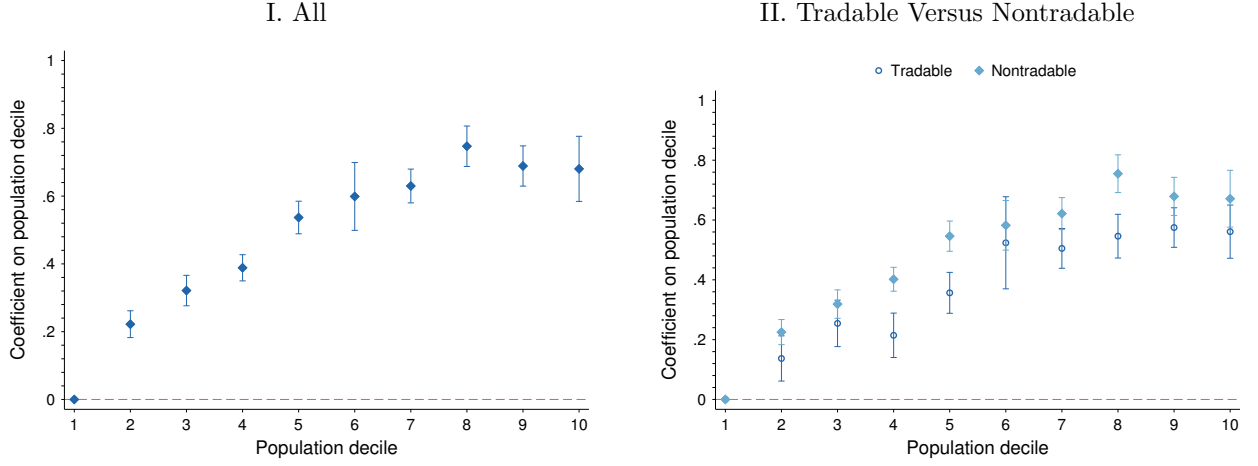 I. All
Coefficient on population decile
1
.8
.6
.4
.2
0
1 2 3 4 5 6 7 8 9 10
Population decile
II. Tradable Versus Nontradable
Tradable Nontradable
Coefficient on population decile
1
.8
.6
.4
.2
0
1 2 3 4 5 6 7 8 9 10
Population decile